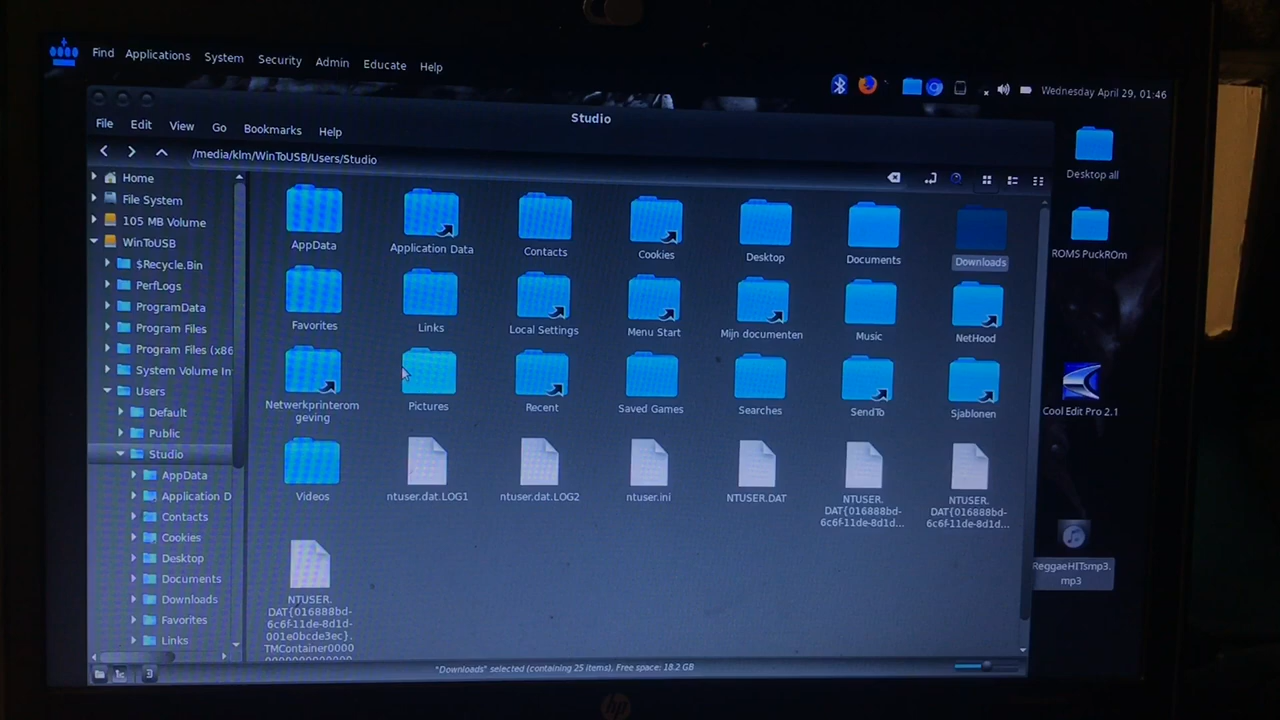 Find Applications System Security Admin Educate Help
Wednesday April 29, 01:46
Studio
File Edit View Go Bookmarks Help
/media/klm/WinToUSB/Users/Studio
Home
File System
105 MB Volume
WinToUSB
$Recycle.Bin
PerfLogs
ProgramData
Program Files
Program Files (x86
System Volume In
Users
Default
Public
Studio
AppData
Application D
Contacts
Cookies
Desktop
Documents
Downloads
Favorites
Links
AppData
Application Data
Contacts
Cookies
Desktop
Documents
Downloads
Favorites
Links
Local Settings
Menu Start
Mijn documenten
Music
NetHood
Netwerkprinterom
geving
Pictures
Recent
Saved Games
Searches
SendTo
Sjablonen
Videos
ntuser.dat.LOG1
ntuser.dat.LOG2
ntuser.ini
NTUSER.DAT
NTUSER.
DAT{016888bd-
6c6f-11de-8d1d...
NTUSER.
DAT{016888bd-
6c6f-11de-8d1d...
NTUSER.
DAT{016888bd-
6c6f-11de-8d1d-
001e0bcde3ec}.
TMContainer0000
"Downloads" selected (containing 25 items), Free space: 18.2 GB
Desktop all
ROMS PuckROm
Cool Edit Pro 2.1
ReggaeHITsmp3.
mp3
hp